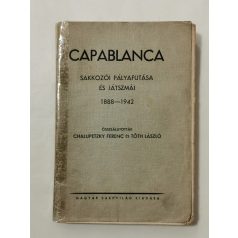 CAPABLANCA
SAKKOZÓI PÁLYAFUTÁSA
ÉS JÁTSZMÁI
1888—1942
ÖSSZEÁLLÍTOTTÁK
CHALUPETZKY FERENC ÉS TÓTH LÁSZLÓ
MAGYAR SAKKVILÁG KIADÁSA